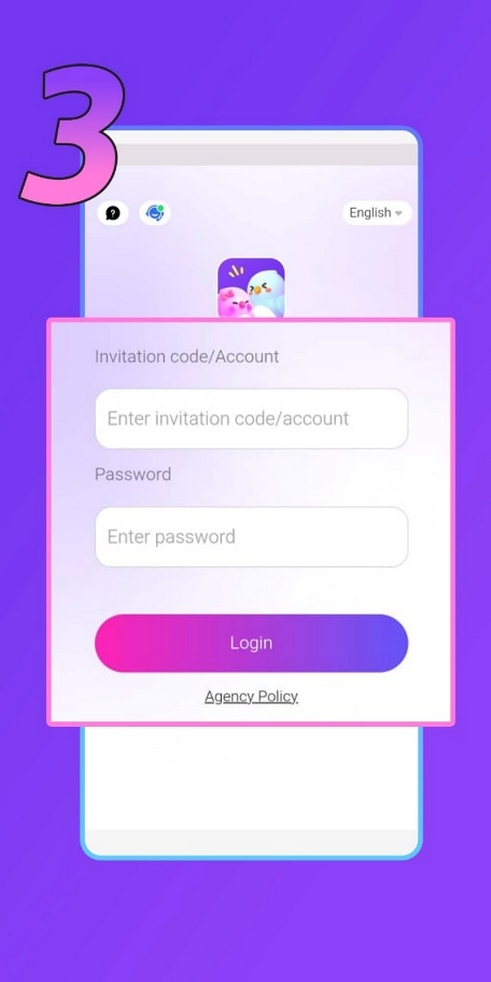 3
English
Invitation code/Account
Enter invitation code/account
Password
Enter password
Login
Agency Policy